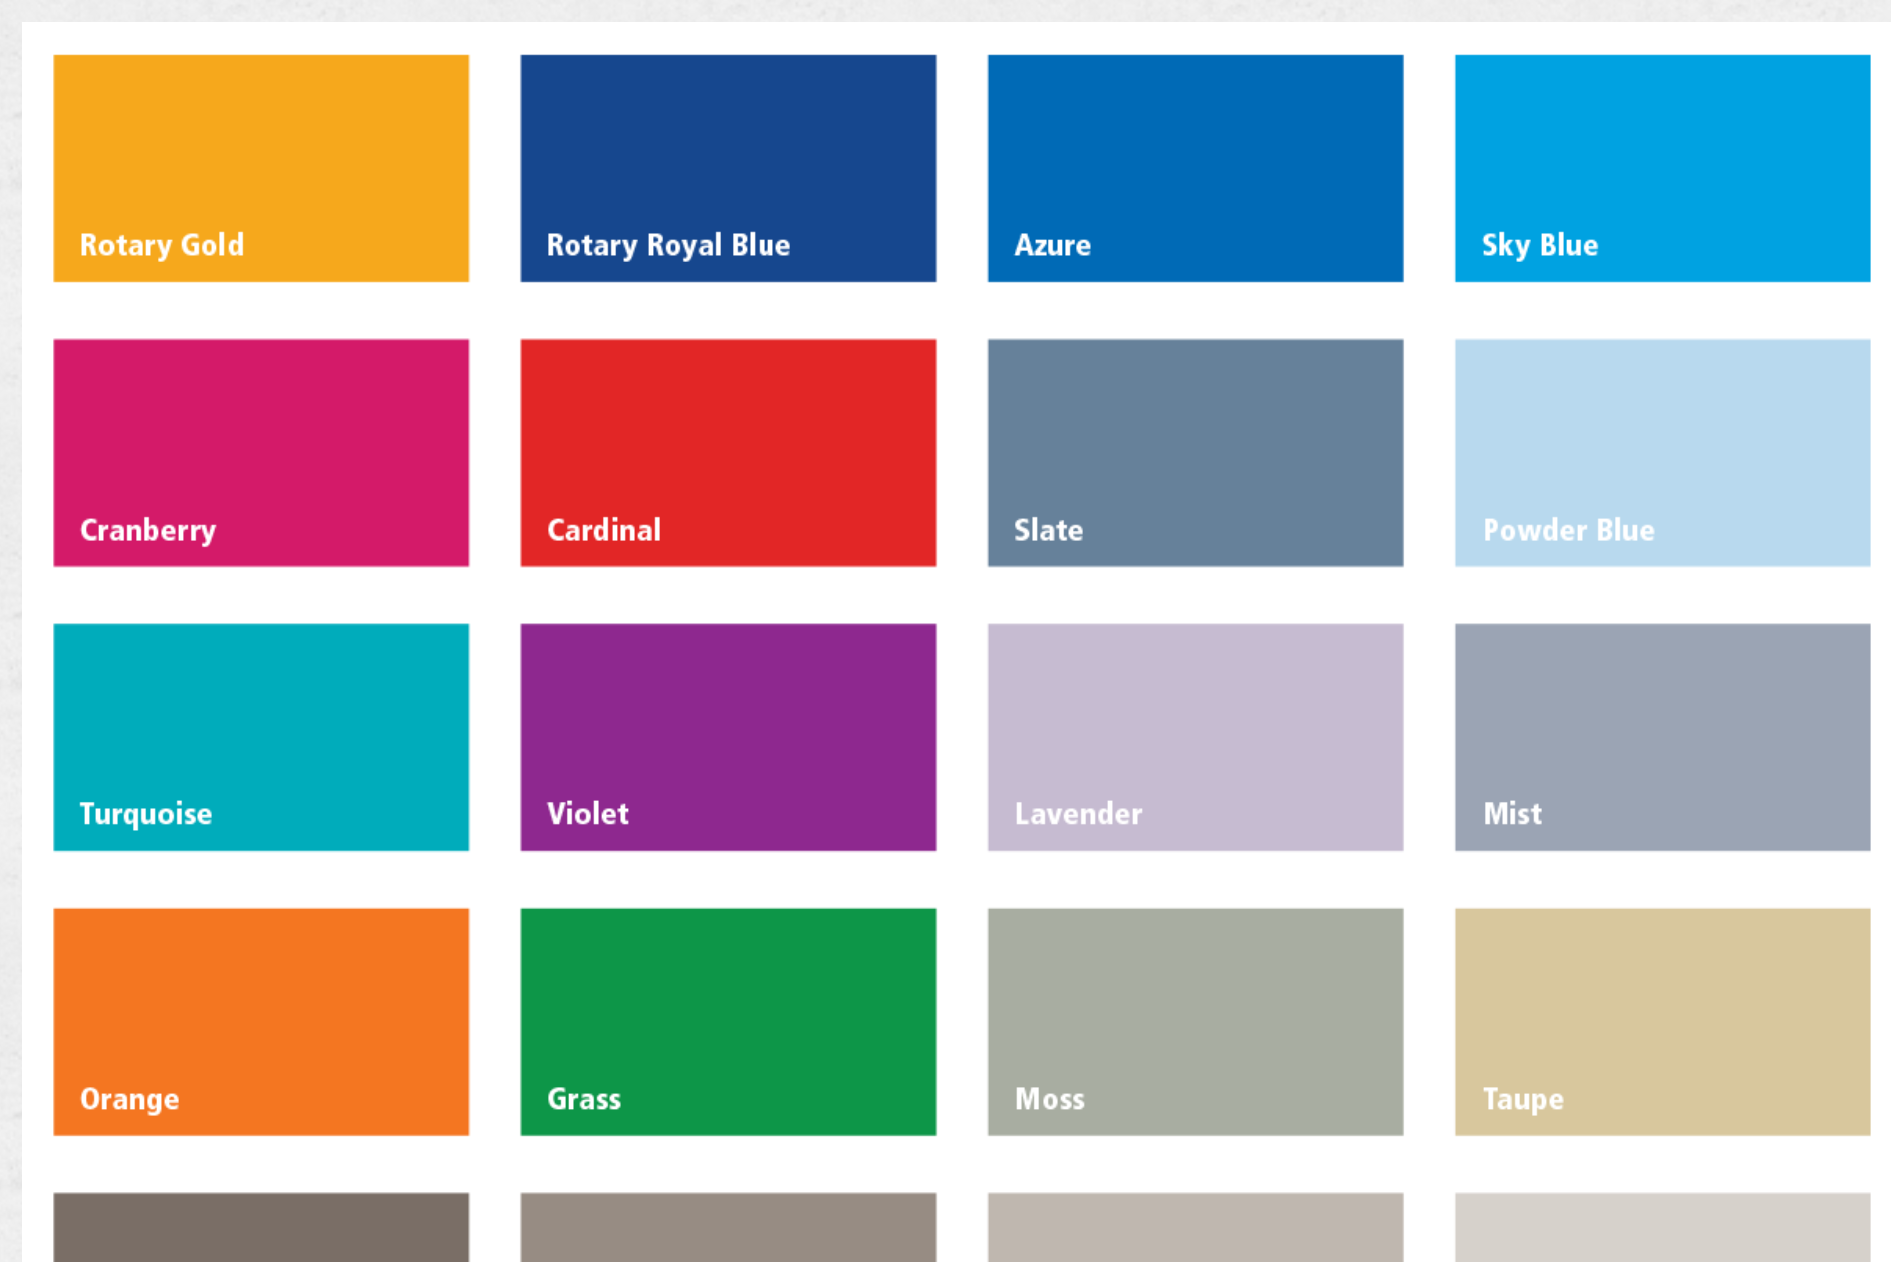 Rotary Gold
Rotary Royal Blue
Azure
Sky Blue
Cranberry
Cardinal
Slate
Powder Blue
Turquoise
Violet
Lavender
Mist
Orange
Grass
Moss
Taupe